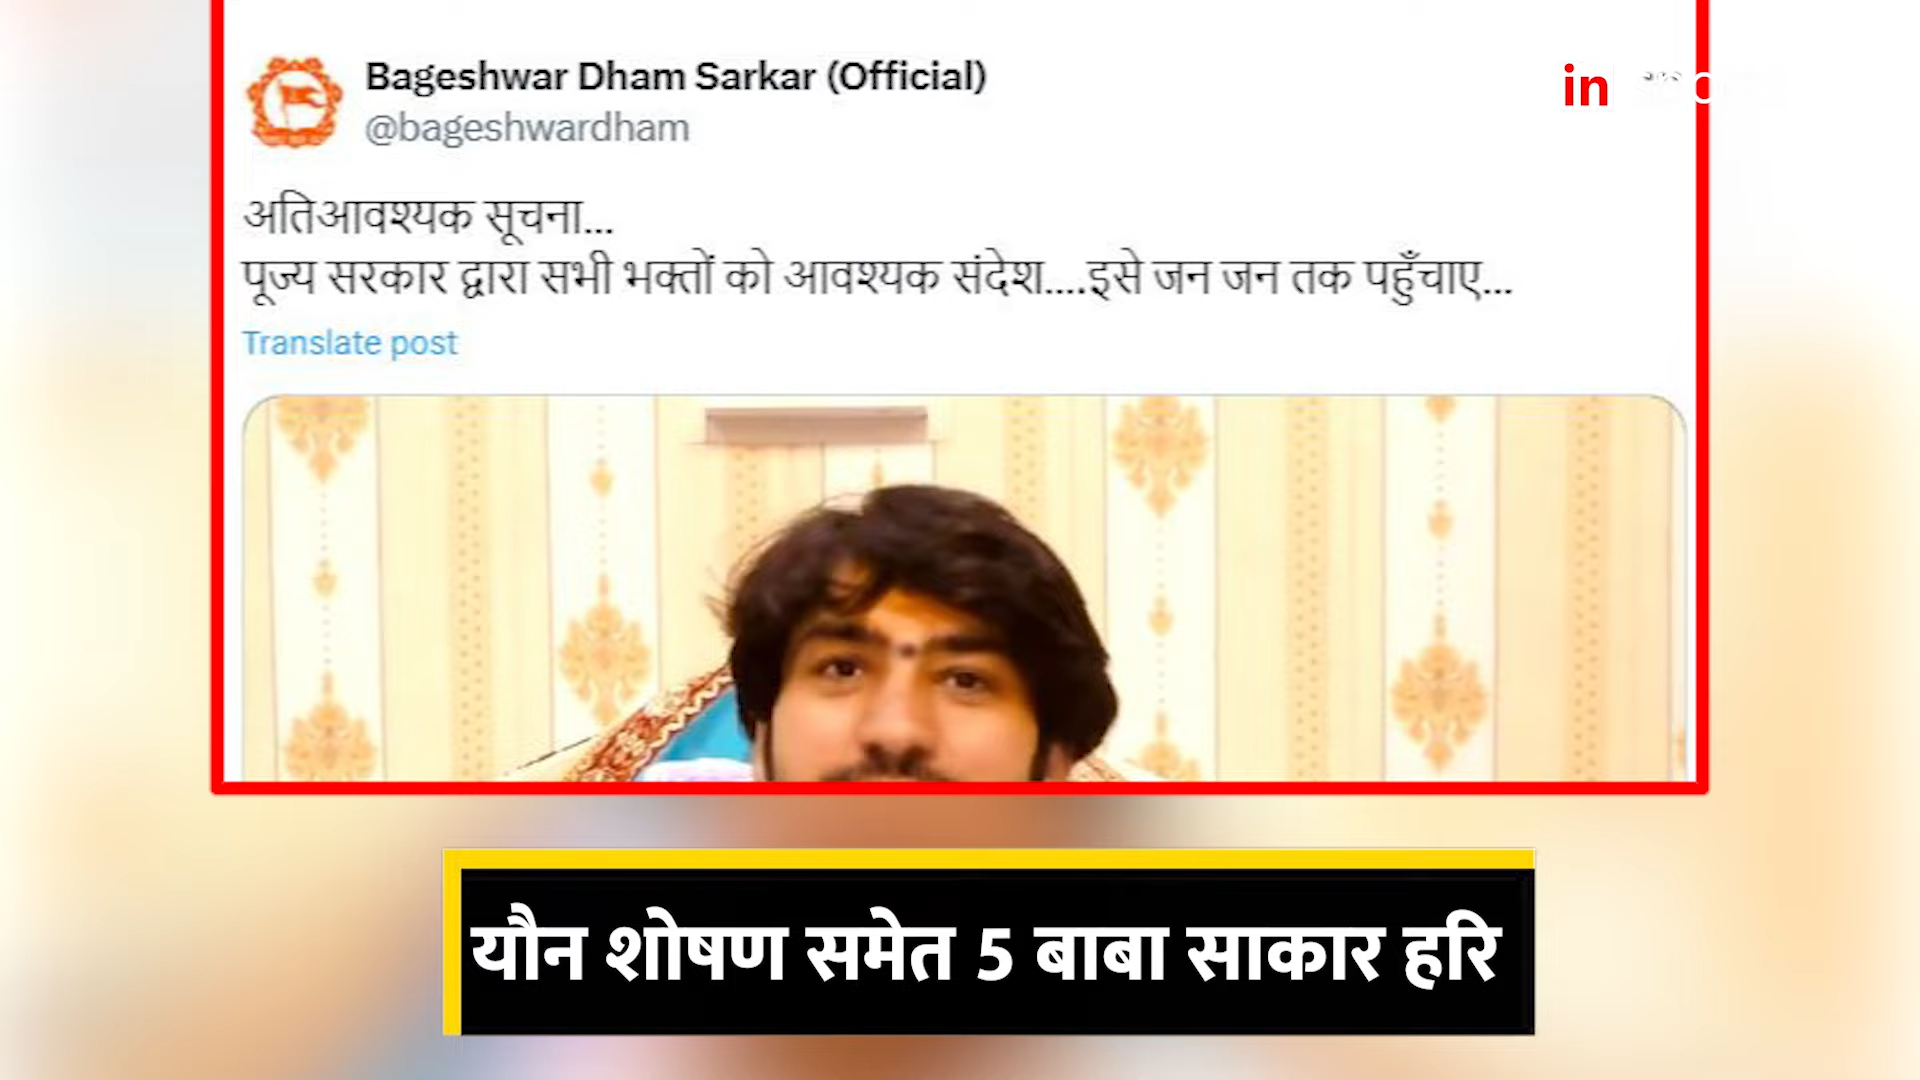 Bageshwar Dham Sarkar (Official)
in
@bageshwardham
अतिआवश्यक सूचना...
पूज्य सरकार द्वारा सभी भक्तों को आवश्यक संदेश....इसे जन जन तक पहुँचाए...
Translate post
यौन शोषण समेत 5 बाबा साकार हरि